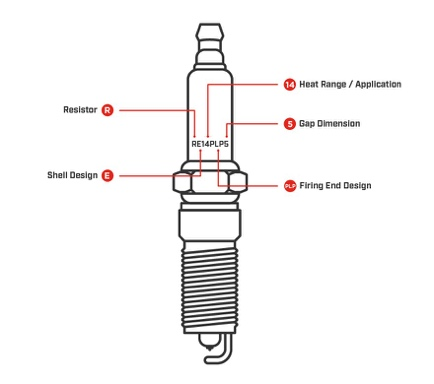 14 Heat Range / Application
Resistor R
5 Gap Dimension
RE14PLP5
Shell Design E
PLP Firing End Design